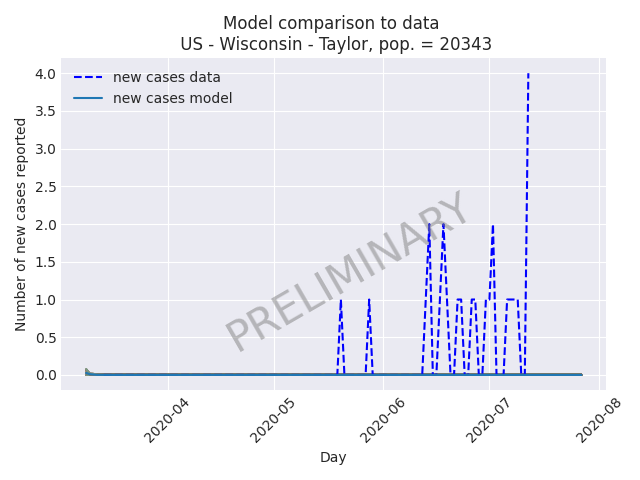 Model comparison to data
US - Wisconsin - Taylor, pop. = 20343
new cases data
new cases model
Number of new cases reported
4.0
3.5
3.0
2.5
2.0
1.5
1.0
0.5
0.0
PRELIMINARY
2020-04
2020-05
2020-06
2020-07
2020-08
Day